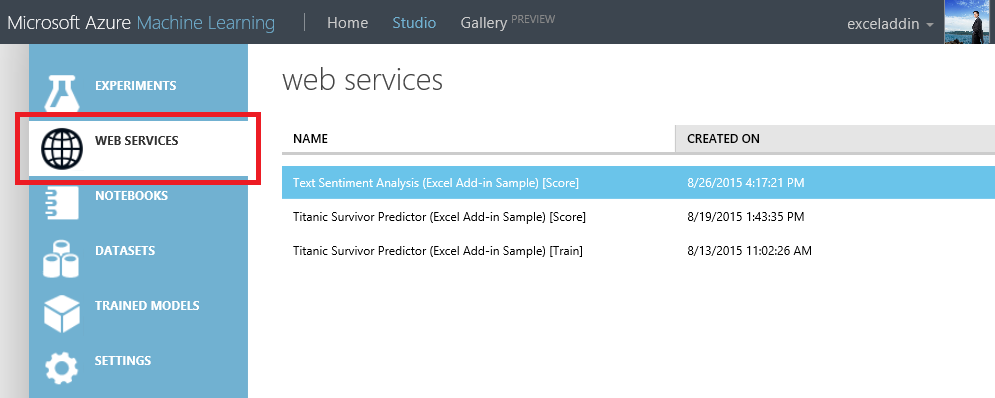 Microsoft Azure Machine Learning | Home Studio Gallery PREVIEW exceladdin
EXPERIMENTS
WEB SERVICES
NOTEBOOKS
DATASETS
TRAINED MODELS
SETTINGS
web services
NAME CREATED ON
Text Sentiment Analysis (Excel Add-in Sample) [Score] 8/26/2015 4:17:21 PM
Titanic Survivor Predictor (Excel Add-in Sample) [Score] 8/19/2015 1:43:35 PM
Titanic Survivor Predictor (Excel Add-in Sample) [Train] 8/13/2015 11:02:26 AM